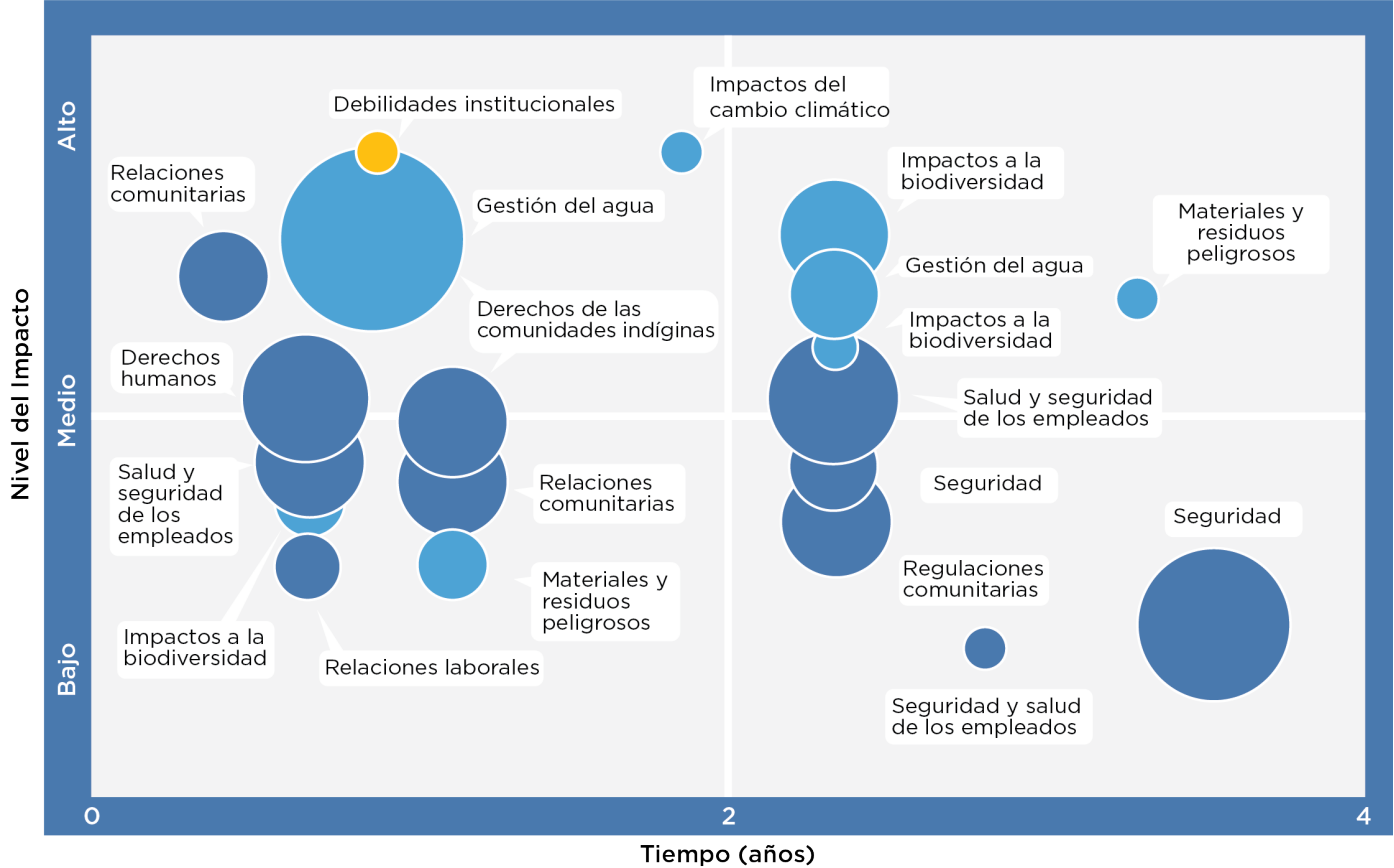 Nivel del Impacto
Alto
Medio
Bajo
Debilidades institucionales
Impactos del
cambio climático
Relaciones
comunitarias
Gestión del agua
Impactos a la
biodiversidad
Materiales y
residuos
peligrosos
Gestión del agua
Derechos de las
comunidades indíginas
Impactos a la
biodiversidad
Derechos
humanos
Salud y seguridad
de los empleados
Salud y
seguridad
de los
empleados
Relaciones
comunitarias
Seguridad
Seguridad
Materiales y
residuos
peligrosos
Regulaciones
comunitarias
Impactos a la
biodiversidad
Relaciones laborales
Seguridad y salud
de los empleados
0
2
4
Tiempo (años)